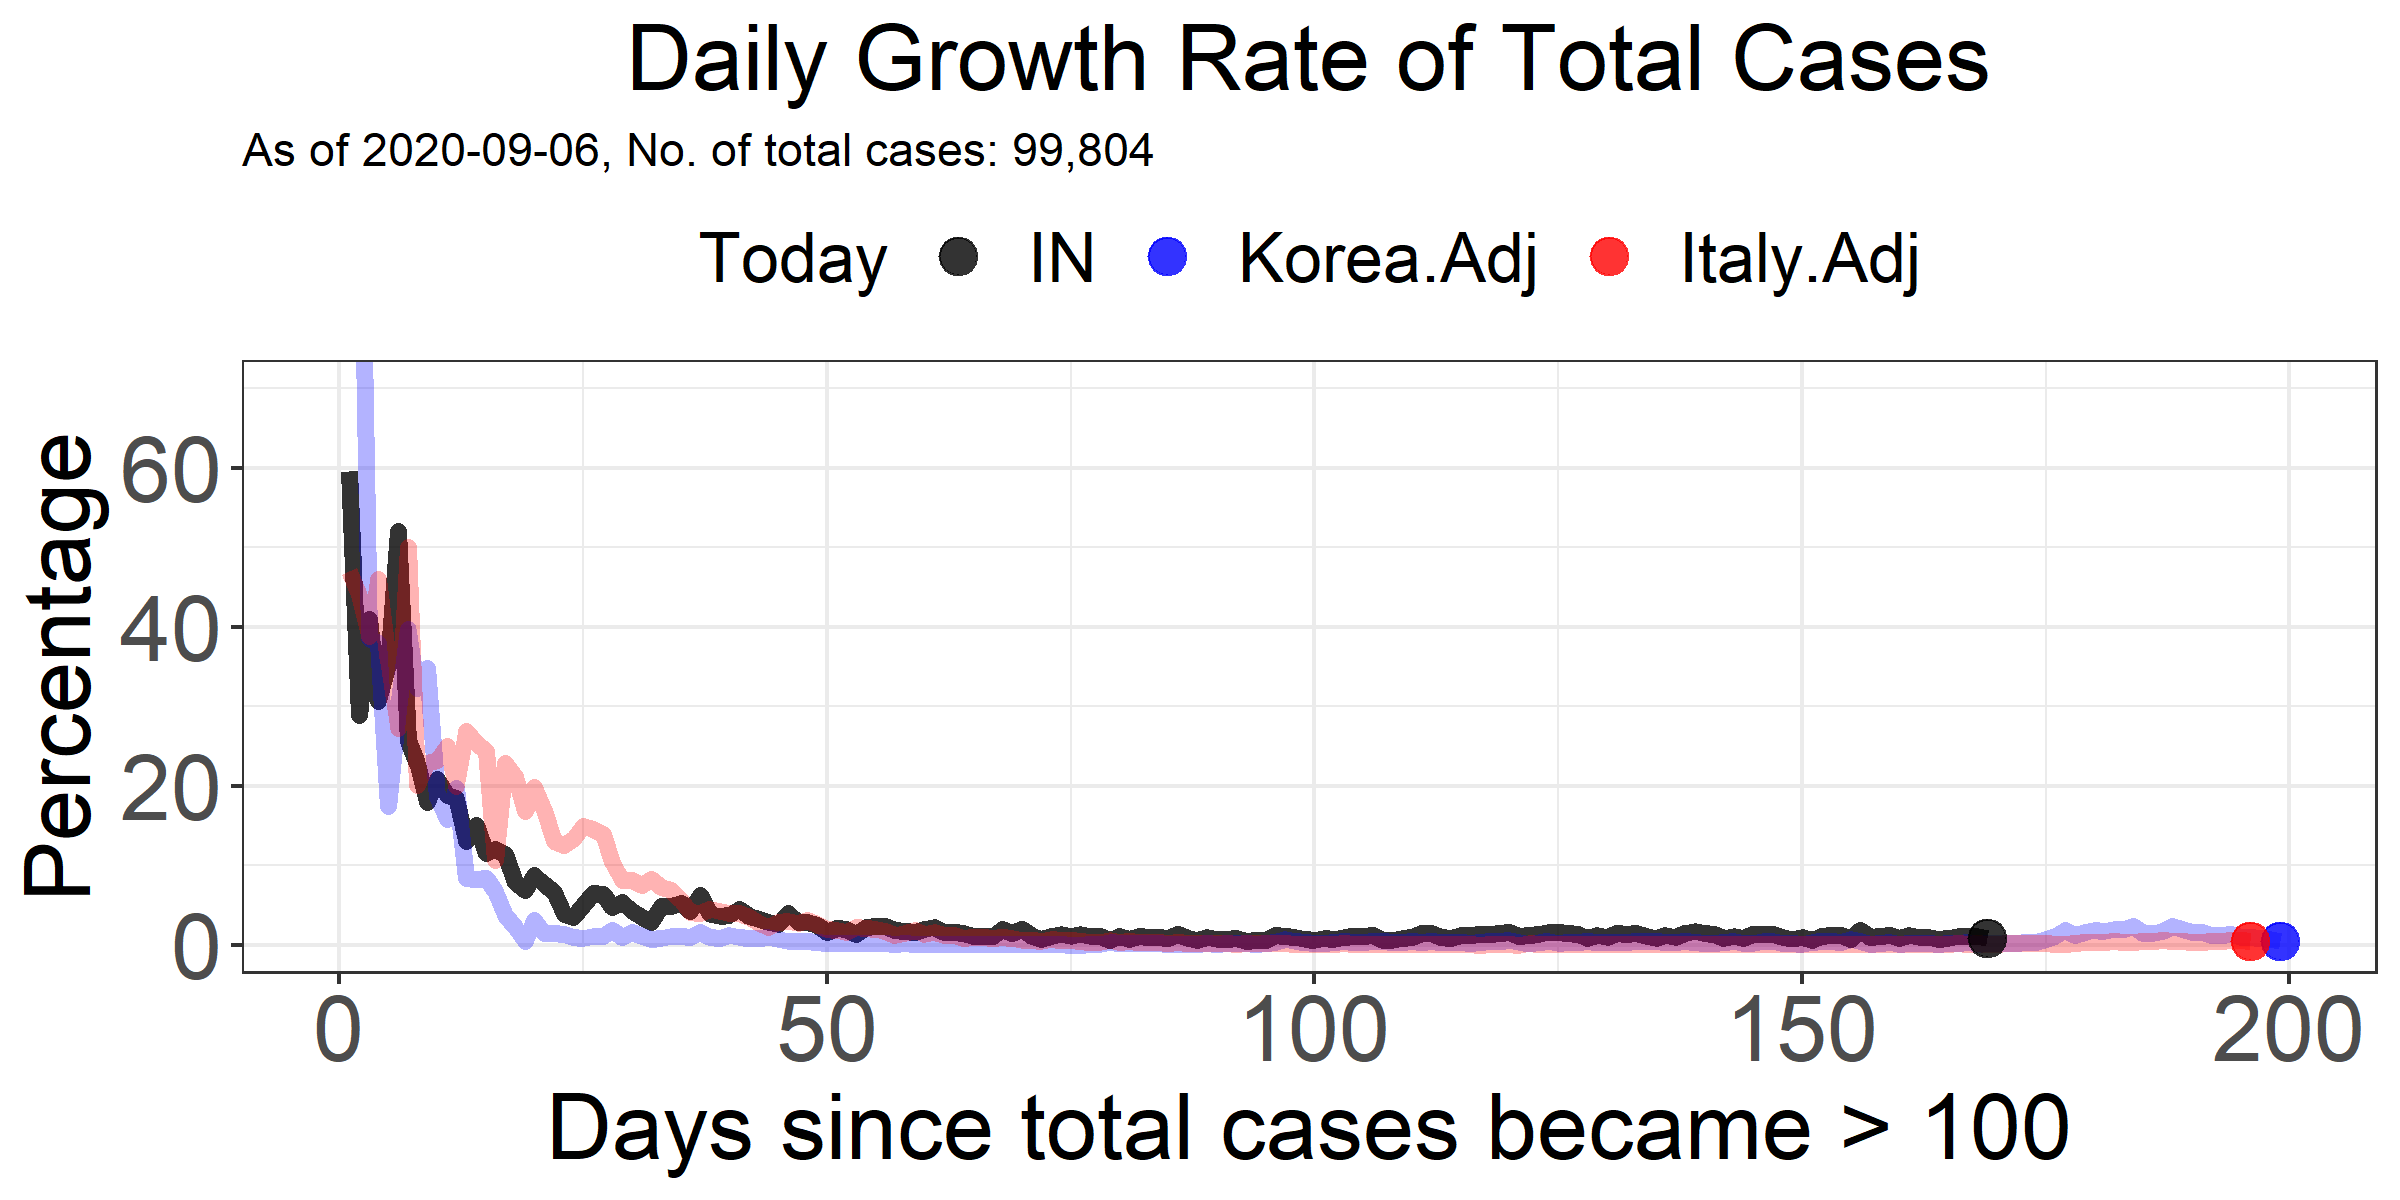 Daily Growth Rate of Total Cases
As of 2020-09-06, No. of total cases: 99,804
Today IN Korea.Adj Italy.Adj
Percentage
60
40
20
0
0 50 100 150 200
Days since total cases became > 100